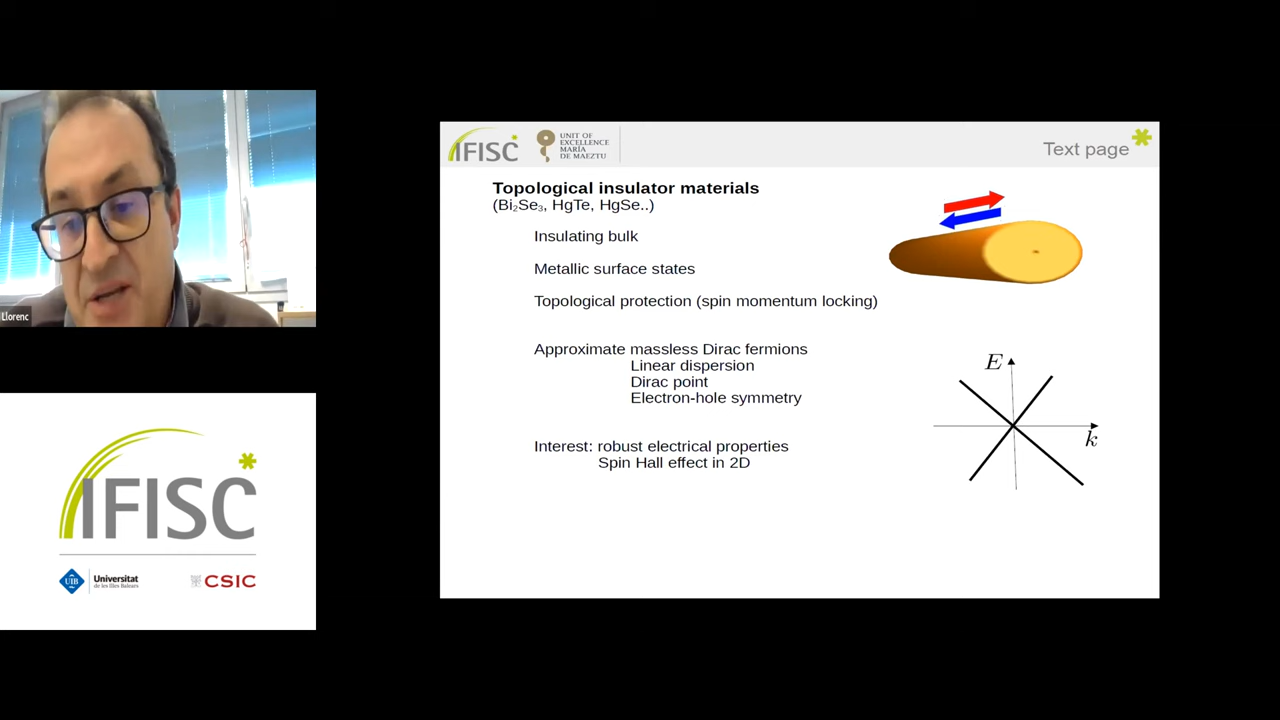 Llorenc
IFISC
UIB
Universitat
de les Illes Balears
CSIC
IFISC
UNIT OF
EXCELLENCE
MARÍA
DE MAEZTU
Text page
Topological insulator materials
(Bi₂Se₃, HgTe, HgSe..)
Insulating bulk
Metallic surface states
Topological protection (spin momentum locking)
Approximate massless Dirac fermions
Linear dispersion
Dirac point
Electron-hole symmetry
Interest: robust electrical properties
Spin Hall effect in 2D
E
k